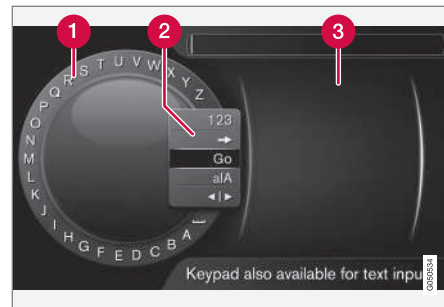 1
2
3
A B C D E F G H I J K L M N O P Q R S T U V W X Y Z
123
Go
a|A
◄|►
Keypad also available for text inpu
G050534